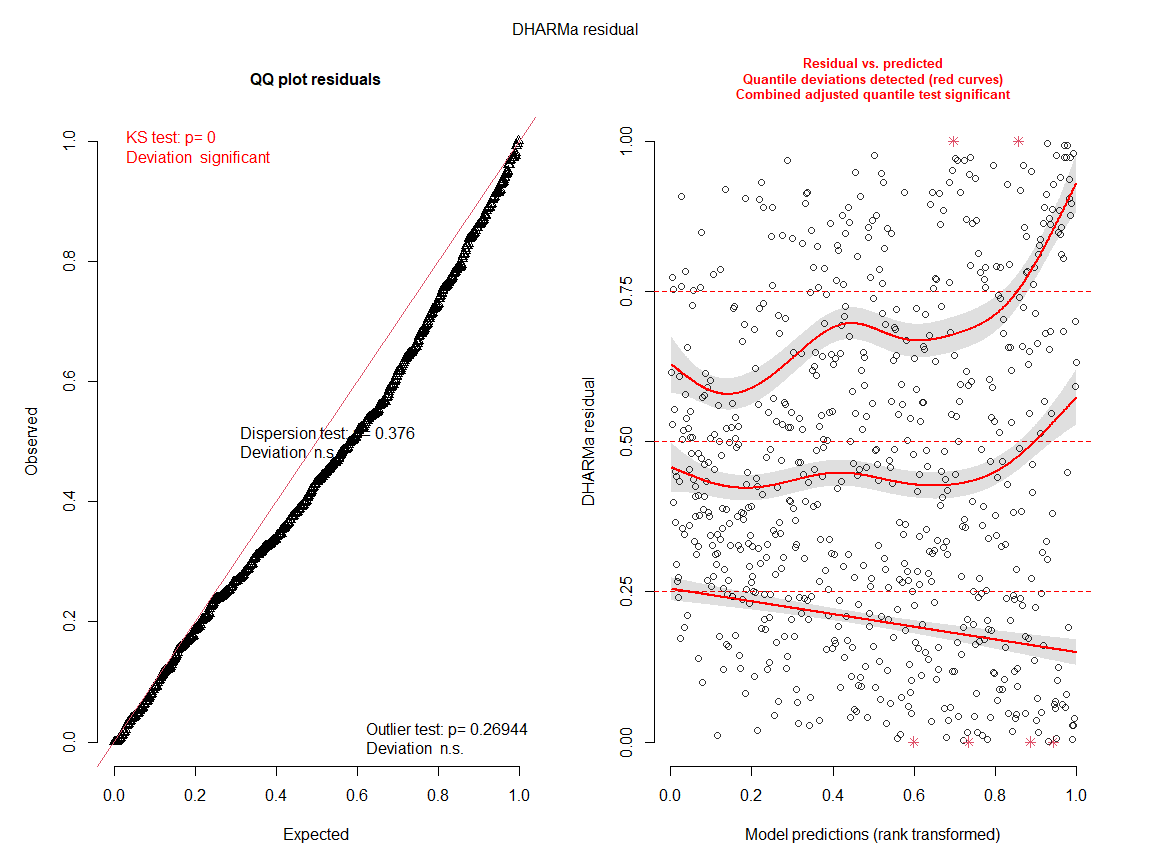 DHARMa residual
QQ plot residuals
KS test: p= 0
Deviation significant
Dispersion test: = 0.376
Deviation n.s.
Outlier test: p= 0.26944
Deviation n.s.
Observed
0.0
0.2
0.4
0.6
0.8
1.0
0.0
0.2
0.4
0.6
0.8
1.0
Expected
Residual vs. predicted
Quantile deviations detected (red curves)
Combined adjusted quantile test significant
DHARMa residual
0.00
0.25
0.50
0.75
1.00
0.0
0.2
0.4
0.6
0.8
1.0
Model predictions (rank transformed)